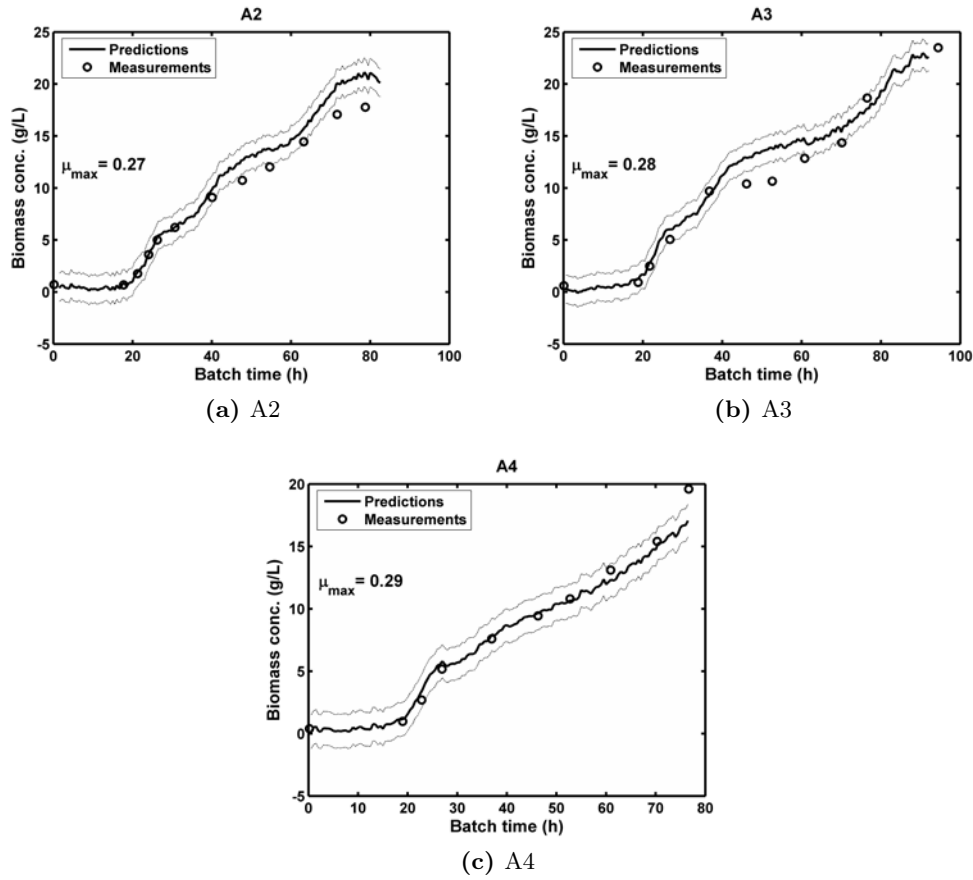 A2
Predictions
Measurements
μmax= 0.27
Biomass conc. (g/L)
25
20
15
10
5
0
-5
0 20 40 60 80 100
Batch time (h)
(a) A2
A3
Predictions
Measurements
μmax= 0.28
Biomass conc. (g/L)
25
20
15
10
5
0
-5
0 20 40 60 80 100
Batch time (h)
(b) A3
A4
Predictions
Measurements
μmax= 0.29
Biomass conc. (g/L)
20
15
10
5
0
-5
0 10 20 30 40 50 60 70 80
Batch time (h)
(c) A4